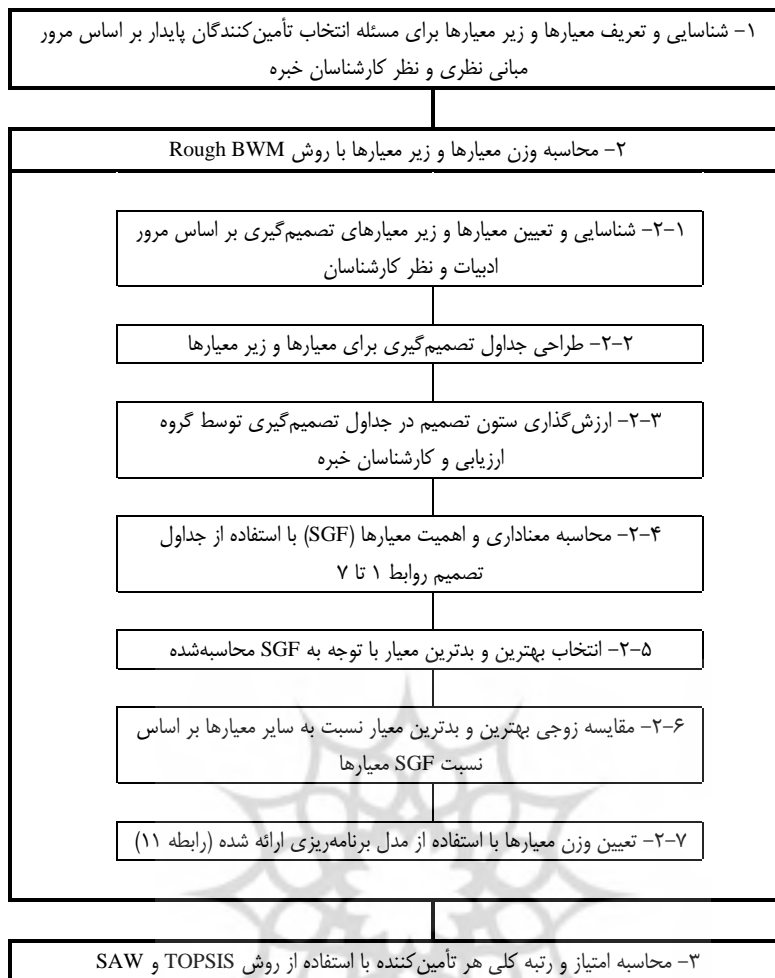 ۱- شناسایی و تعریف معیارها و زیر معیارها برای مسئله انتخاب تأمین‌کنندگان پایدار بر اساس مرور
مبانی نظری و نظر کارشناسان خبره
۲- محاسبه وزن معیارها و زیر معیارها با روش Rough BWM
۲-۱- شناسایی و تعیین معیارها و زیر معیارهای تصمیم‌گیری بر اساس مرور
ادبیات و نظر کارشناسان
۲-۲- طراحی جداول تصمیم‌گیری برای معیارها و زیر معیارها
۲-۳- ارزش‌گذاری ستون تصمیم در جداول تصمیم‌گیری توسط گروه
ارزیابی و کارشناسان خبره
۲-۴- محاسبه معناداری و اهمیت معیارها (SGF) با استفاده از جداول
تصمیم روابط ۱ تا ۷
۲-۵- انتخاب بهترین و بدترین معیار با توجه به SGF محاسبه‌شده
۲-۶- مقایسه زوجی بهترین و بدترین معیار نسبت به سایر معیارها بر اساس
نسبت SGF معیارها
۲-۷- تعیین وزن معیارها با استفاده از مدل برنامه‌ریزی ارائه شده (رابطه ۱۱)
۳- محاسبه امتیاز و رتبه کلی هر تأمین‌کننده با استفاده از روش TOPSIS و SAW